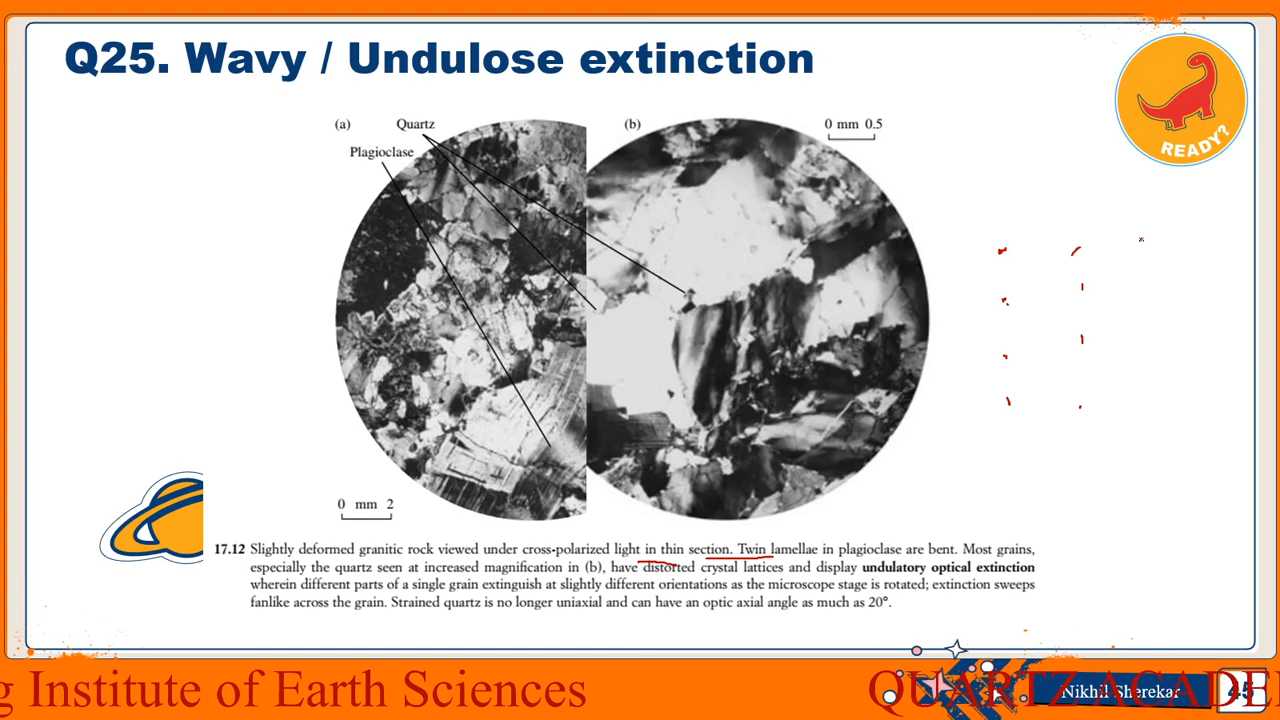 Q25. Wavy / Undulose extinction
READY?
(a) Quartz
Plagioclase
(b)
0 mm 0.5
0 mm 2
17.12 Slightly deformed granitic rock viewed under cross-polarized light in thin section. Twin lamellae in plagioclase are bent. Most grains,
especially the quartz seen at increased magnification in (b), have distorted crystal lattices and display undulatory optical extinction
wherein different parts of a single grain extinguish at slightly different orientations as the microscope stage is rotated; extinction sweeps
fanlike across the grain. Strained quartz is no longer uniaxial and can have an optic axial angle as much as 20°.
g Institute of Earth Sciences
QUARTZ ACADE
Nikhil Sherekar
45